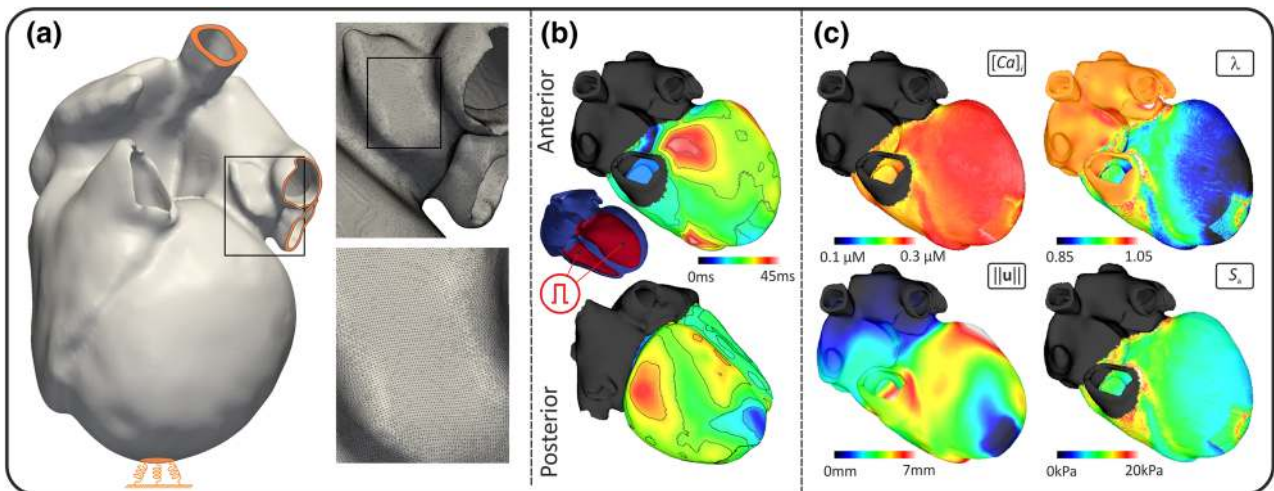 (a)
(b)
Anterior
0ms 45ms
Posterior
(c)
[Ca]i
λ
0.1 µM 0.3 µM
0.85 1.05
||u||
Sa
0mm 7mm
0kPa 20kPa